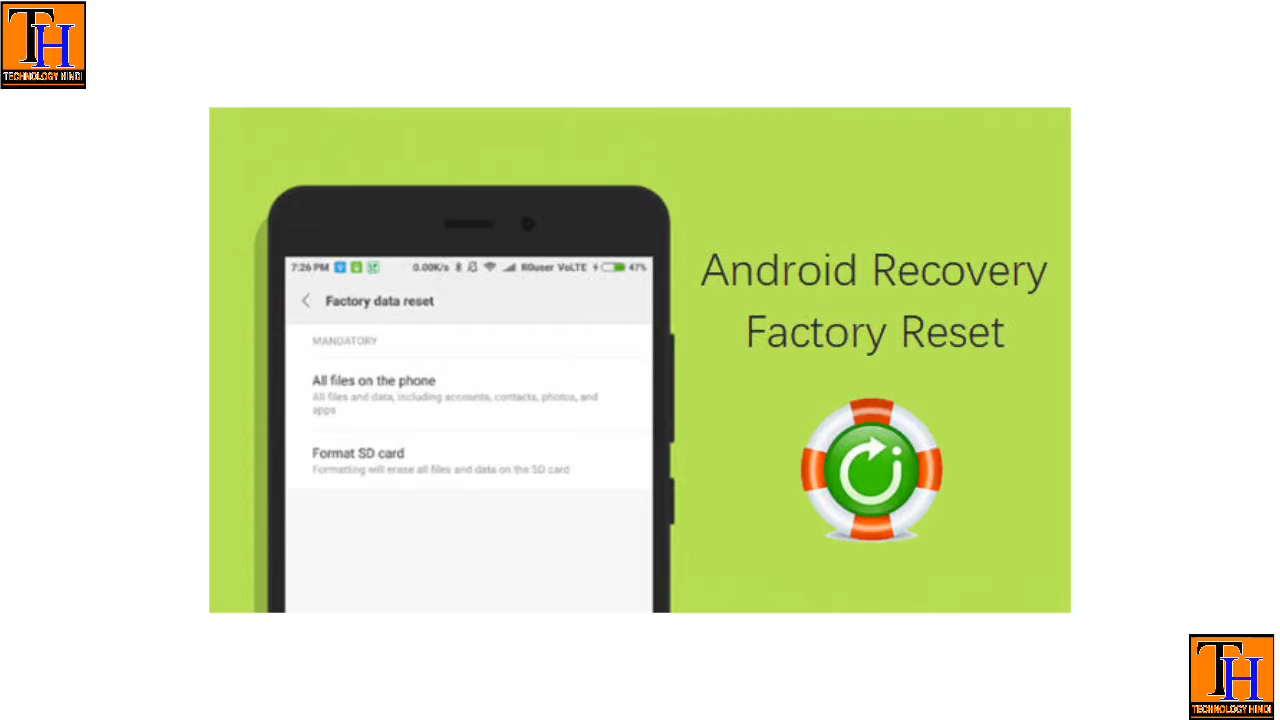 TH
TECHNOLOGY HINDI
7:26 PM 0.00K/s R0user VoLTE 47%
Factory data reset
MANDATORY
All files on the phone
All files and data, including accounts, contacts, photos, and
apps
Format SD card
Formatting will erase all files and data on the SD card
Android Recovery
Factory Reset
TH
TECHNOLOGY HINDI